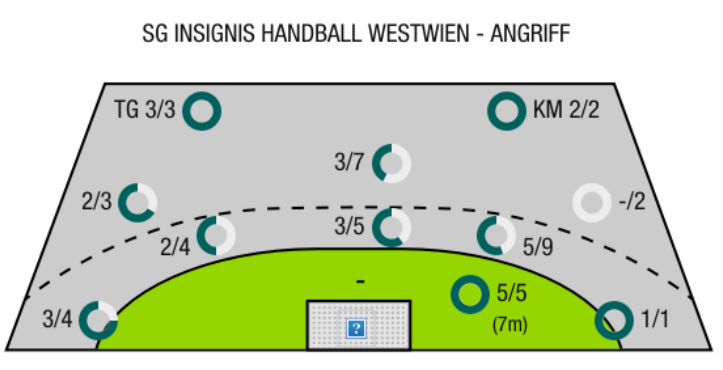 SG INSIGNIS HANDBALL WESTWIEN - ANGRIFF
TG 3/3
KM 2/2
3/7
2/3
-/2
3/5
2/4
5/9
-
5/5
(7m)
3/4
1/1
?